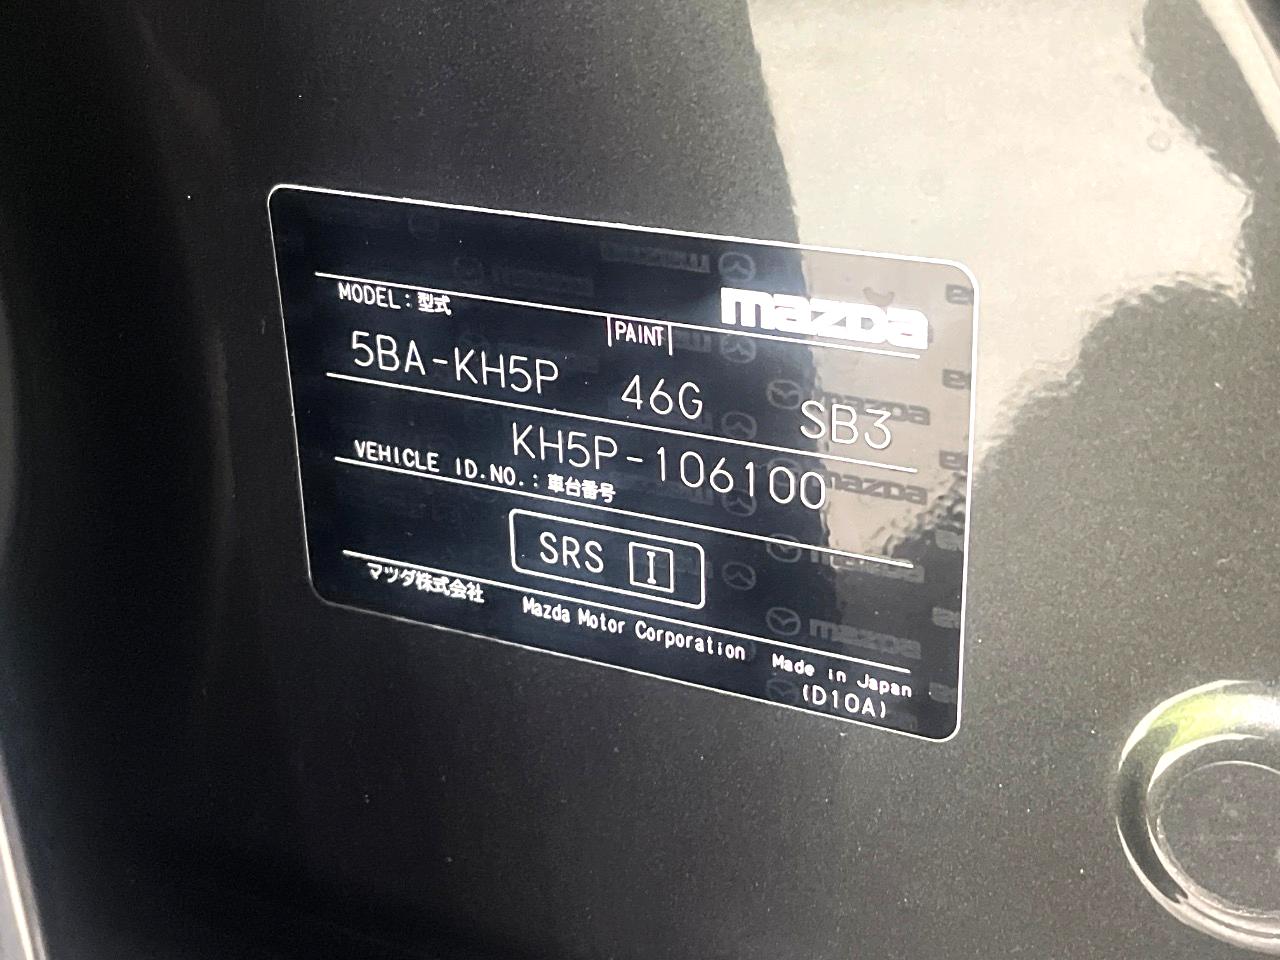 mazda
MODEL:型式
PAINT
5BA-KH5P 46G SB3
KH5P-106100
VEHICLE ID.NO.:車台番号
SRS I
マツダ株式会社 Mazda Motor Corporation Made in Japan
(D10A)